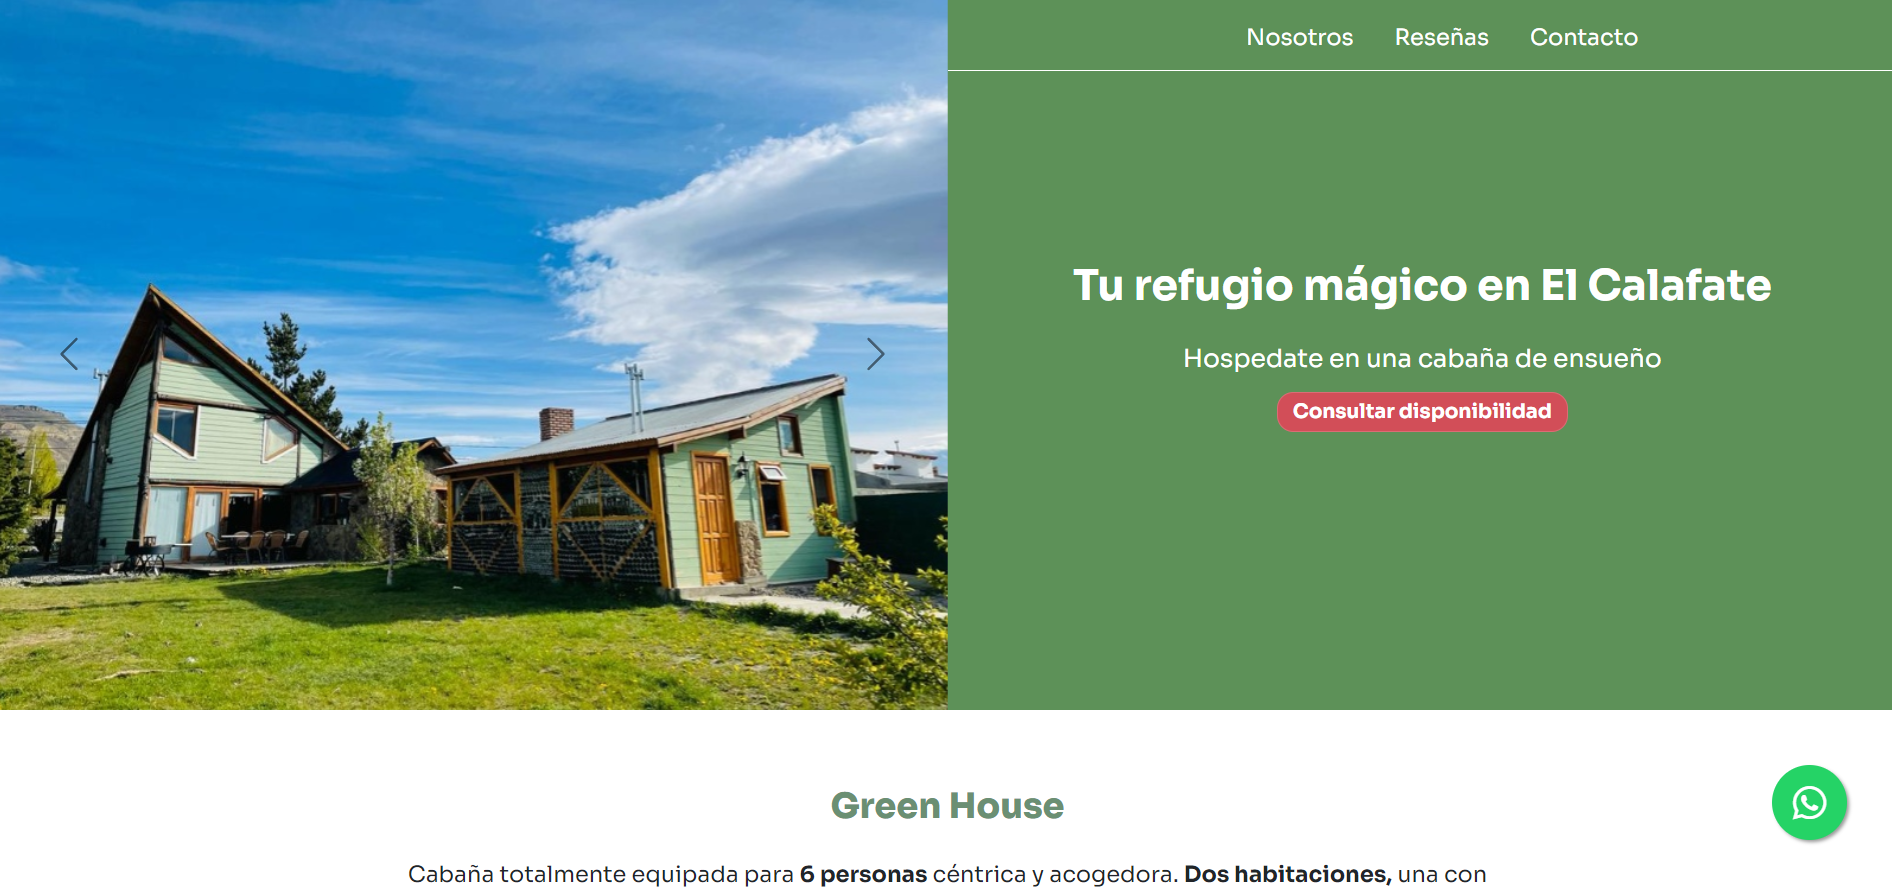 Nosotros Reseñas Contacto
Tu refugio mágico en El Calafate
Hospedate en una cabaña de ensueño
Consultar disponibilidad
Green House
Cabaña totalmente equipada para 6 personas céntrica y acogedora. Dos habitaciones, una con